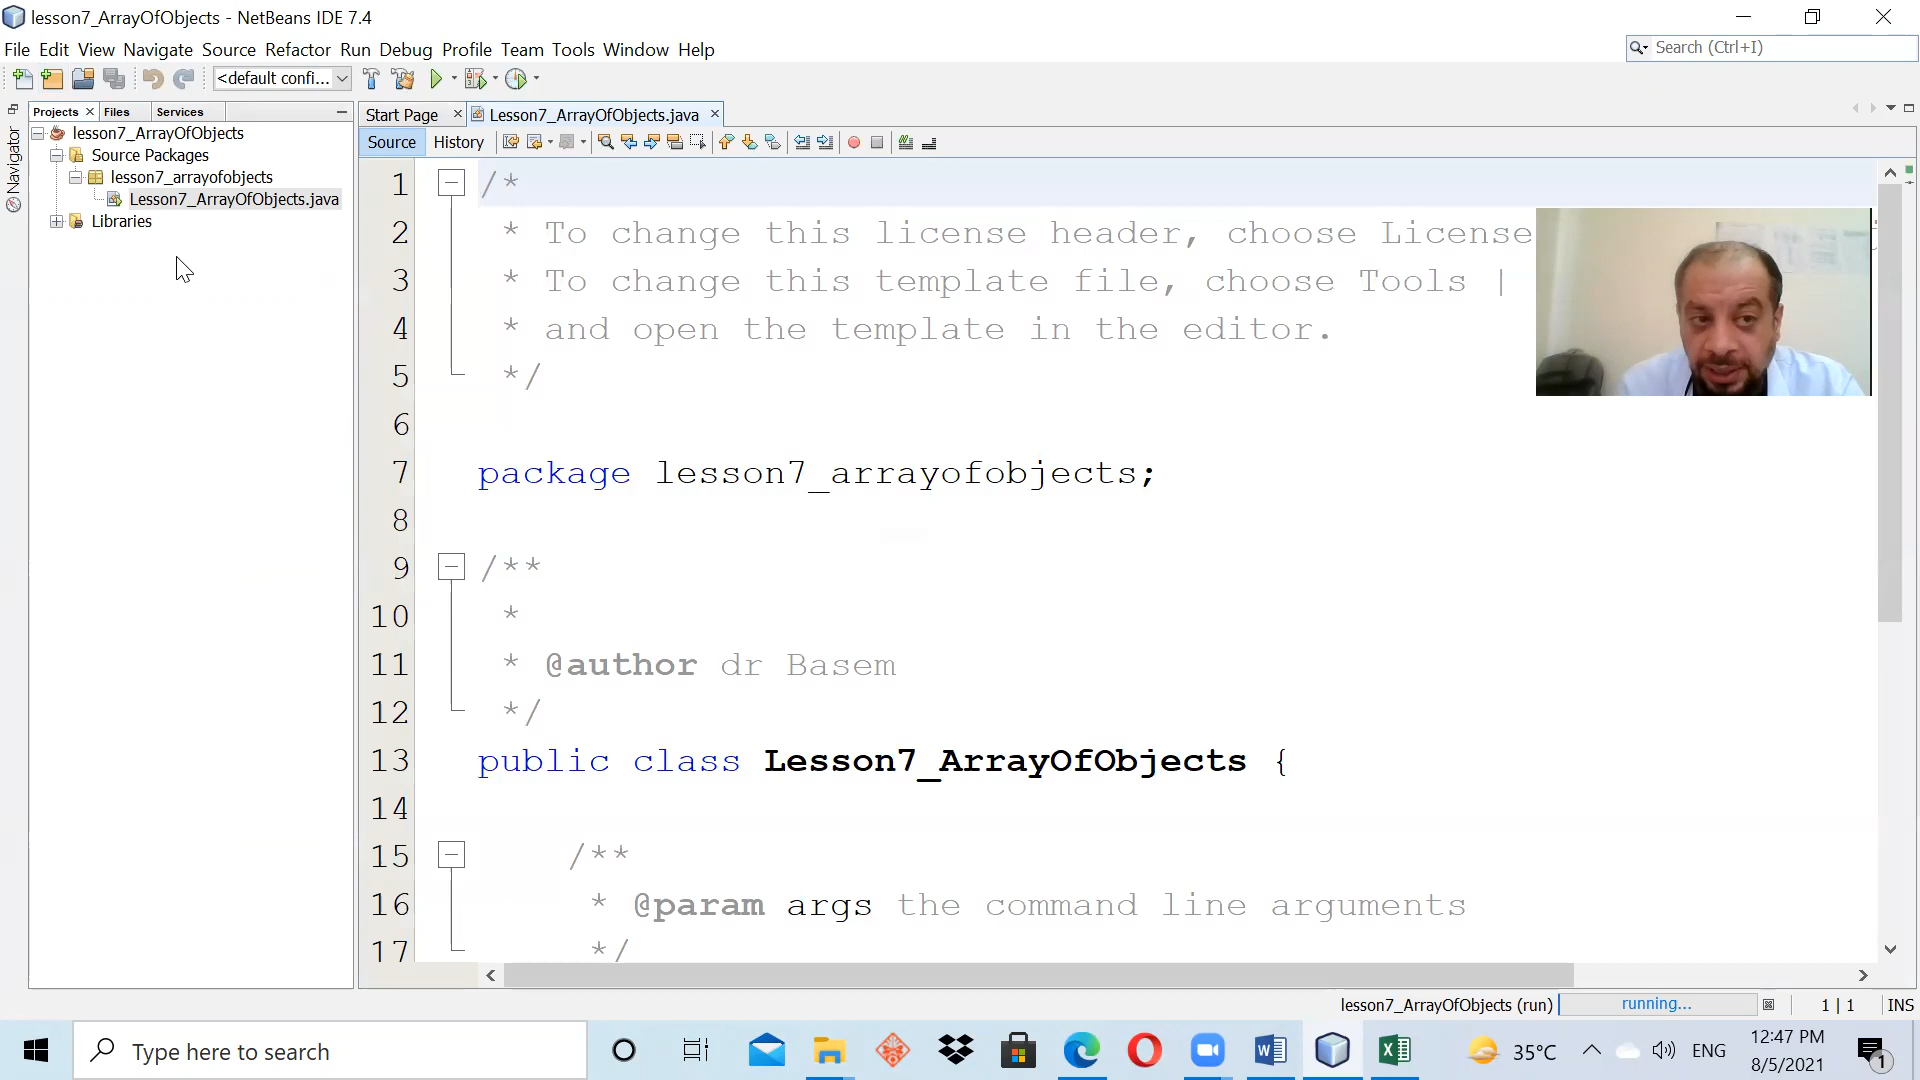 lesson7_ArrayOfObjects - NetBeans IDE 7.4
File Edit View Navigate Source Refactor Run Debug Profile Team Tools Window Help
Search (Ctrl+I)
<default confi...
Projects Files Services
Start Page Lesson7_ArrayOfObjects.java
Source History
Navigator
lesson7_ArrayOfObjects
Source Packages
lesson7_arrayofobjects
Lesson7_ArrayOfObjects.java
Libraries
1 /*
2 * To change this license header, choose License
3 * To change this template file, choose Tools |
4 * and open the template in the editor.
5 */
6
7 package lesson7_arrayofobjects;
8
9 /**
10 *
11 * @author dr Basem
12 */
13 public class Lesson7_ArrayOfObjects {
14
15 /**
16 * @param args the command line arguments
17 */
lesson7_ArrayOfObjects (run) running... 1 | 1 INS
Type here to search
35°C ENG
12:47 PM
8/5/2021
1